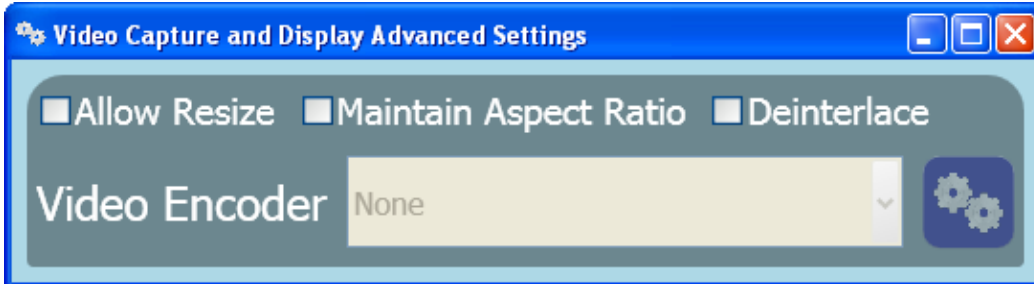 Video Capture and Display Advanced Settings
Allow Resize Maintain Aspect Ratio Deinterlace
Video Encoder None